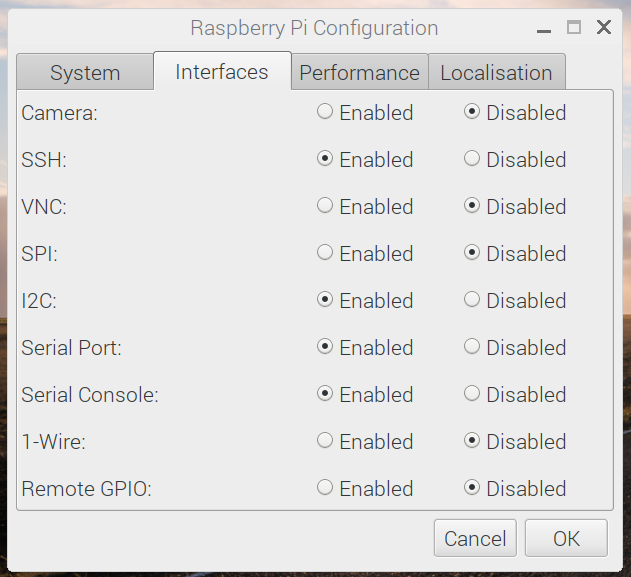 Raspberry Pi Configuration
System Interfaces Performance Localisation
Camera: Enabled Disabled
SSH: Enabled Disabled
VNC: Enabled Disabled
SPI: Enabled Disabled
I2C: Enabled Disabled
Serial Port: Enabled Disabled
Serial Console: Enabled Disabled
1-Wire: Enabled Disabled
Remote GPIO: Enabled Disabled
Cancel OK